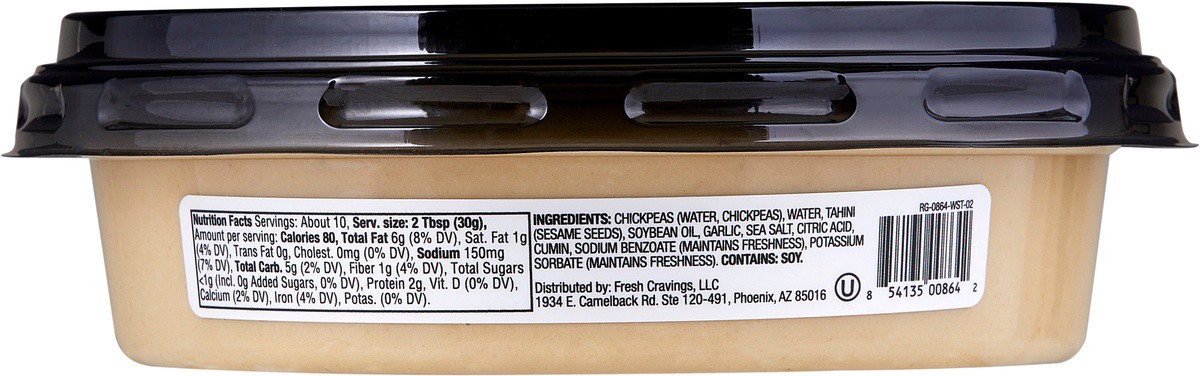 Nutrition Facts Servings: About 10, Serv. size: 2 Tbsp (30g),
Amount per serving: Calories 80, Total Fat 6g (8% DV), Sat. Fat 1g
(4% DV), Trans Fat 0g, Cholest. 0mg (0% DV), Sodium 150mg
(7% DV), Total Carb. 5g (2% DV), Fiber 1g (4% DV), Total Sugars
<1g (Incl. 0g Added Sugars, 0% DV), Protein 2g, Vit. D (0% DV),
Calcium (2% DV), Iron (4% DV), Potas. (0% DV).
INGREDIENTS: CHICKPEAS (WATER, CHICKPEAS), WATER, TAHINI
(SESAME SEEDS), SOYBEAN OIL, GARLIC, SEA SALT, CITRIC ACID,
CUMIN, SODIUM BENZOATE (MAINTAINS FRESHNESS), POTASSIUM
SORBATE (MAINTAINS FRESHNESS). CONTAINS: SOY.
Distributed by: Fresh Cravings, LLC
1934 E. Camelback Rd. Ste 120-491, Phoenix, AZ 85016
U
RG-0864-WST-02
8 54135 00864 2